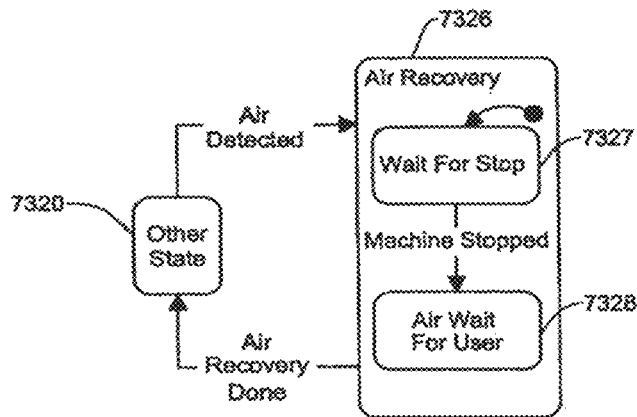 7326
Air Recovery
Air
Detected
Wait For Stop
7327
7320
Other
State
Machine Stopped
Air Wait
For User
7328
Air
Recovery
Done